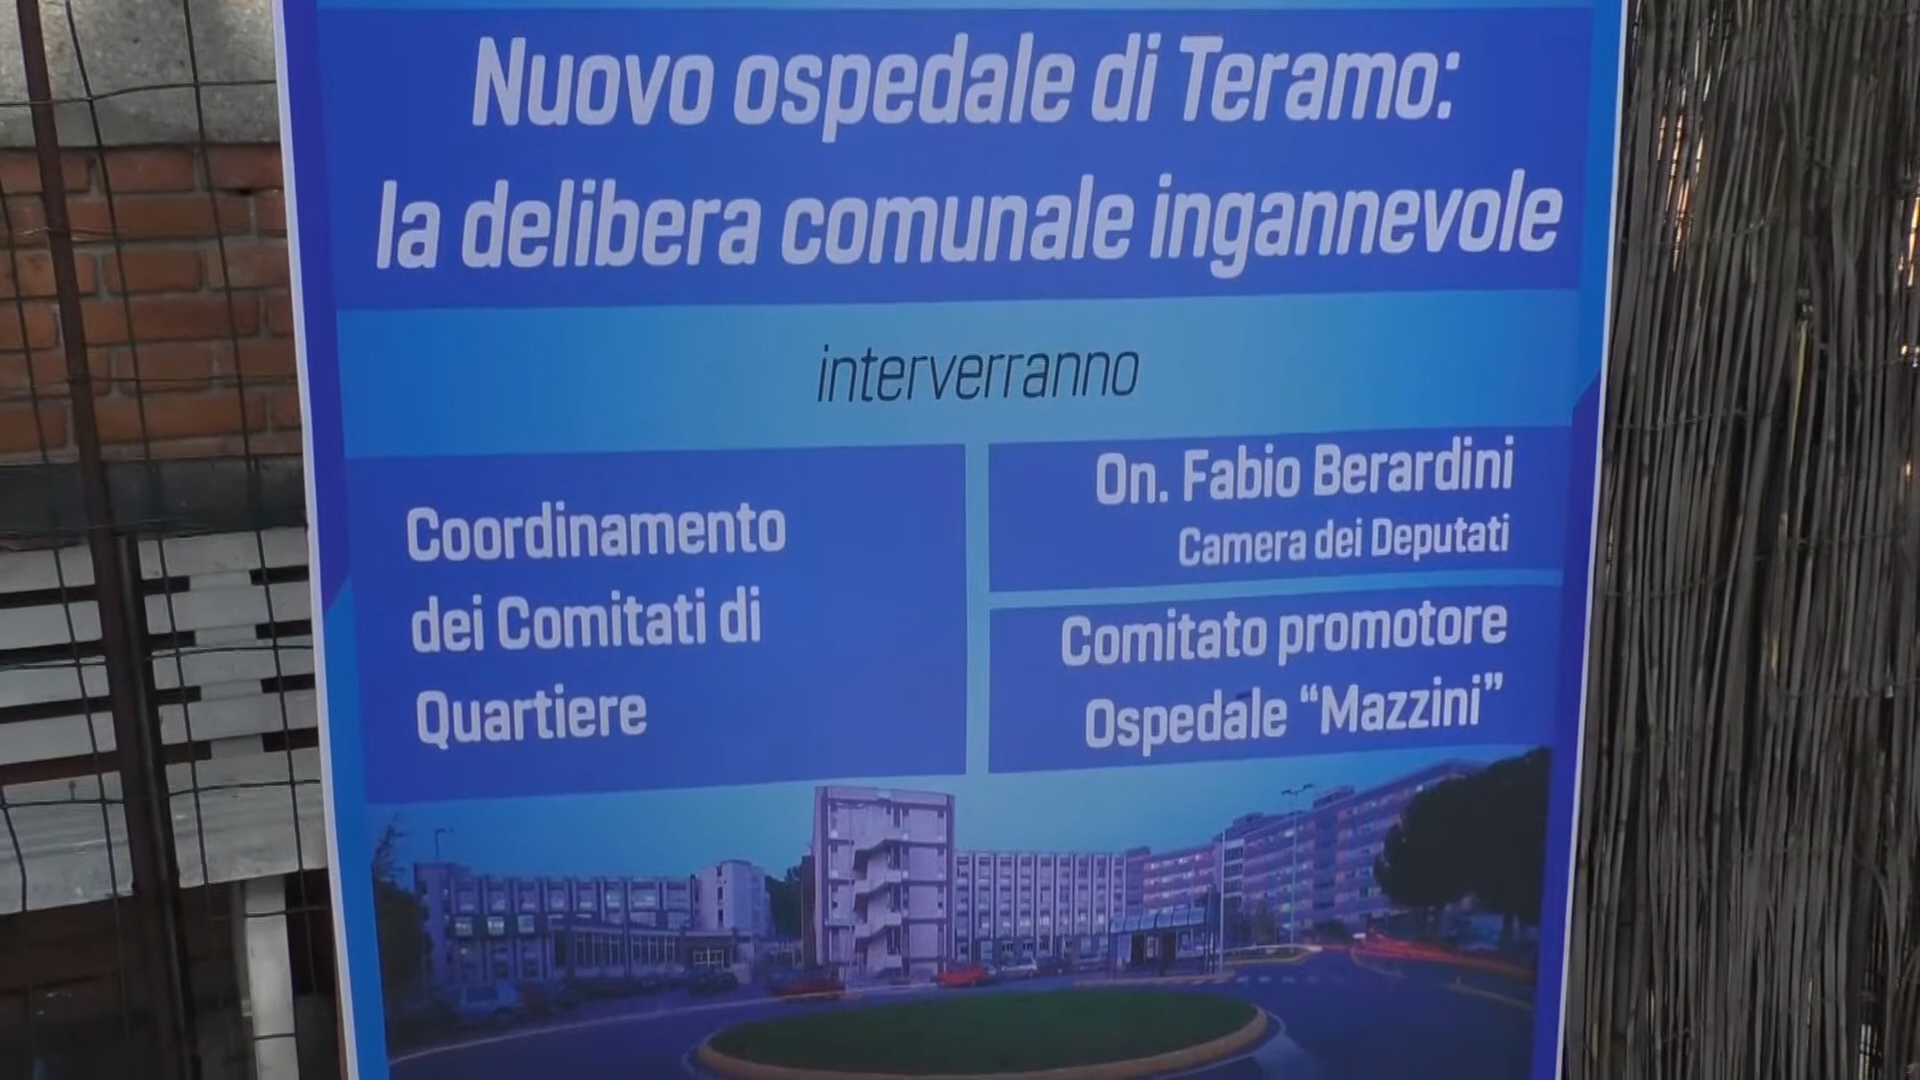 Nuovo ospedale di Teramo:
la delibera comunale ingannevole
interverranno
Coordinamento
dei Comitati di
Quartiere
On. Fabio Berardini
Camera dei Deputati
Comitato promotore
Ospedale “Mazzini”